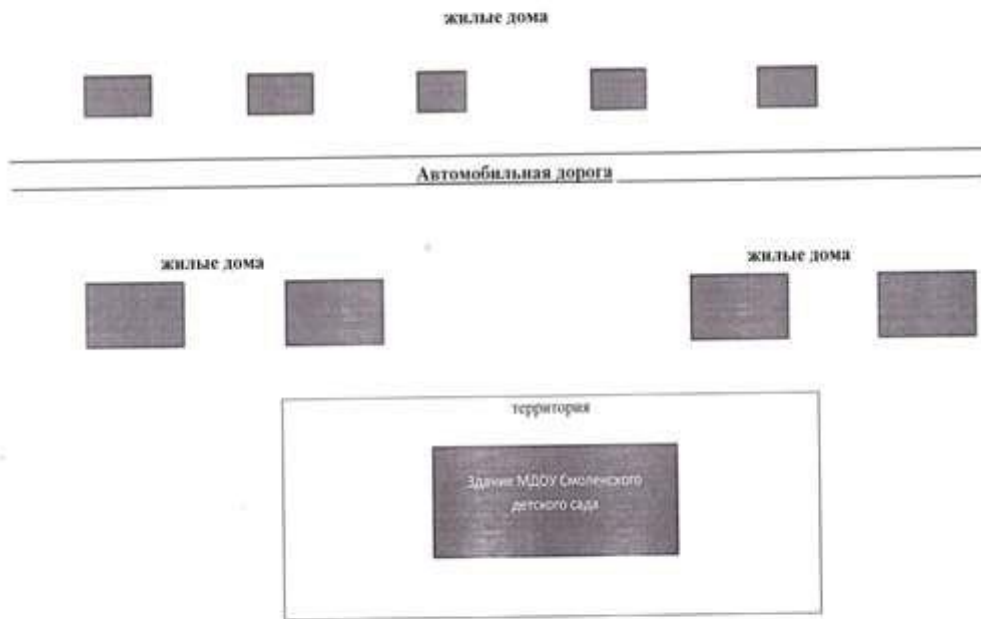 жилые дома
Автомобильная дорога
жилые дома
жилые дома
территория
Здание МДОУ Смоленского
детского сада